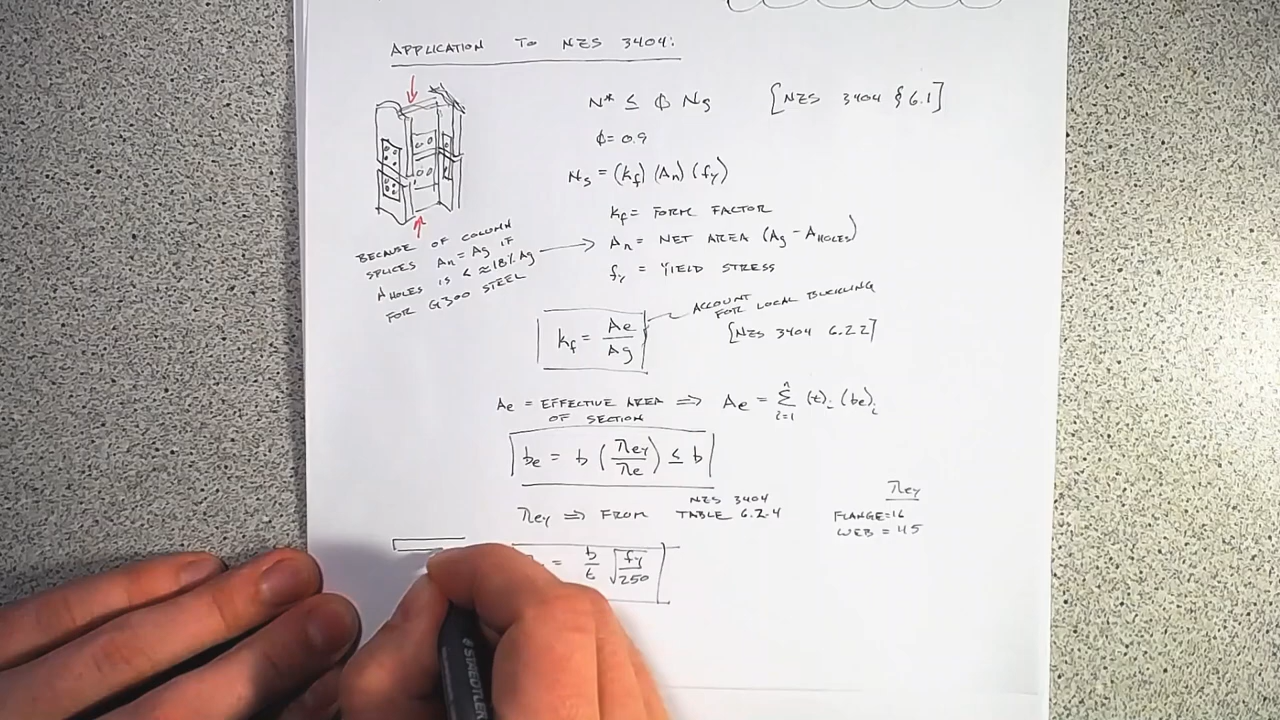 APPLICATION TO NZS 3404:
N* ≤ ϕ Ns [NZS 3404 § 6.1]
ϕ = 0.9
Ns = (kf) (An) (fy)
kf = FORM FACTOR
An = NET AREA (Ag - AHOLES)
fy = YIELD STRESS
BECAUSE OF COLUMN
SPLICES An = Ag IF
AHOLES IS < ≈18% Ag
FOR G300 STEEL
kf = Ae/Ag
ACCOUNT
FOR LOCAL BUCKLING
[NZS 3404 6.2.2]
Ae = EFFECTIVE AREA
OF SECTION
⇒ Ae = Σ i=1 n (t)i (be)i
be = b (λey/λe) ≤ b
λey ⇒ FROM NZS 3404
TABLE 6.2.4
λey
FLANGE = 16
WEB = 45
= b/t √fy/250
STAEDTLER